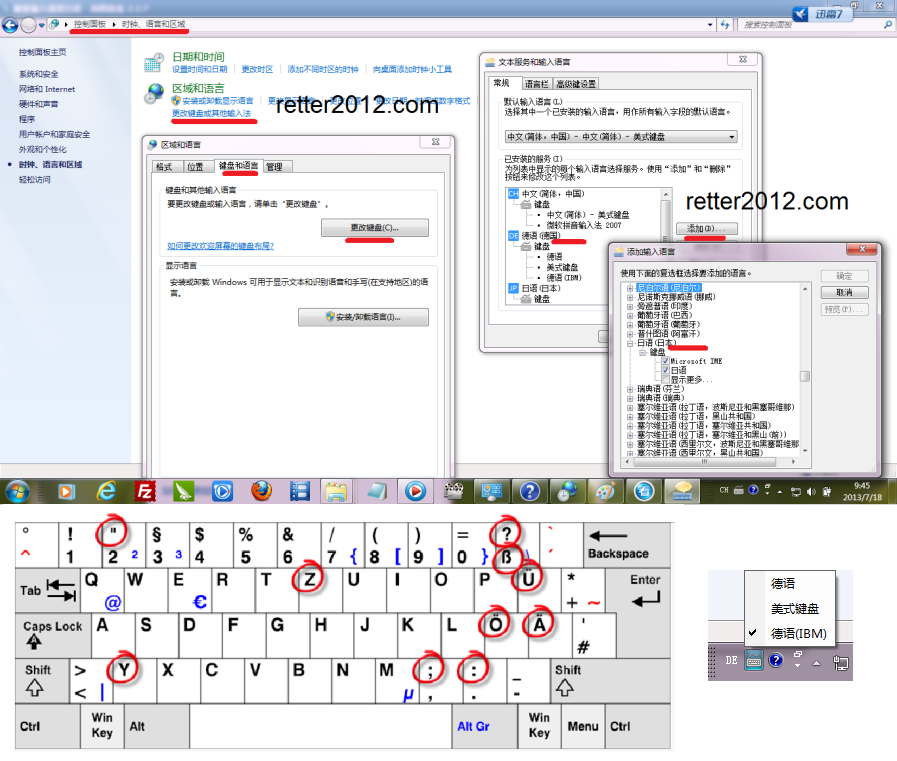 控制面板 ▸ 时钟、语言和区域
搜索控制面板
迅雷7
控制面板主页
系统和安全
网络和 Internet
硬件和声音
程序
用户帐户和家庭安全
外观和个性化
时钟、语言和区域
轻松访问
日期和时间
设置时间和日期 更改时区 添加不同时区的时钟 向桌面添加时钟小工具
区域和语言
安装或卸载显示语言
更改键盘或其他输入法
retter2012.com
区域和语言
格式 位置 键盘和语言 管理
键盘和其他输入语言
要更改键盘或输入语言，请单击“更改键盘”。
更改键盘(C)...
如何更改欢迎屏幕的键盘布局?
显示语言
安装或卸载 Windows 可用于显示文本和识别语音和手写(在支持地区)的语
言。
安装/卸载语言(I)...
文本服务和输入语言
常规 语言栏 高级键设置
默认输入语言(L)
选择其中一个已安装的输入语言，用作所有输入字段的默认语言。
中文(简体，中国) - 中文(简体) - 美式键盘
已安装的服务(I)
为列表中显示的每个输入语言选择服务。使用“添加”和“删除”
按钮来修改这个列表。
CH 中文(简体，中国)
键盘
中文(简体) - 美式键盘
微软拼音输入法 2007
DE 德语(德国)
键盘
德语
美式键盘
德语(IBM)
JP 日语(日本)
键盘
retter2012.com
添加(D)...
添加输入语言
使用下面的复选框选择要添加的语言。
确定
取消
预览(P)...
尼泊尔语(尼泊尔)
尼诺斯克挪威语(挪威)
旁遮普语(印度)
葡萄牙语(巴西)
葡萄牙语(葡萄牙)
普什图语(阿富汗)
日语(日本)
键盘
Microsoft IME
日语
显示更多...
瑞典语(芬兰)
瑞典语(瑞典)
塞尔维亚语(拉丁语，波斯尼亚和黑塞哥维那)
塞尔维亚语(拉丁语，黑山共和国)
塞尔维亚语(拉丁语，塞尔维亚共和国)
塞尔维亚语(拉丁语，塞尔维亚和黑山(前))
塞尔维亚语(西里尔文，波斯尼亚和黑塞哥维那
塞尔维亚语(西里尔文，黑山共和国)
CH
9:45
2013/7/18
° ! " § $ % & / ( ) = ? `
^ 1 2 ² 3 ³ 4 5 6 7 { 8 [ 9 ] 0 } ß \ ´ Backspace
Tab Q @ W E € R T Z U I O P Ü * + ~ Enter
Caps Lock A S D F G H J K L Ö Ä ' #
Shift > < | Y X C V B N M µ ; , : . _ - Shift
Ctrl Win Key Alt Alt Gr Win Key Menu Ctrl
德语
美式键盘
德语(IBM)
DE